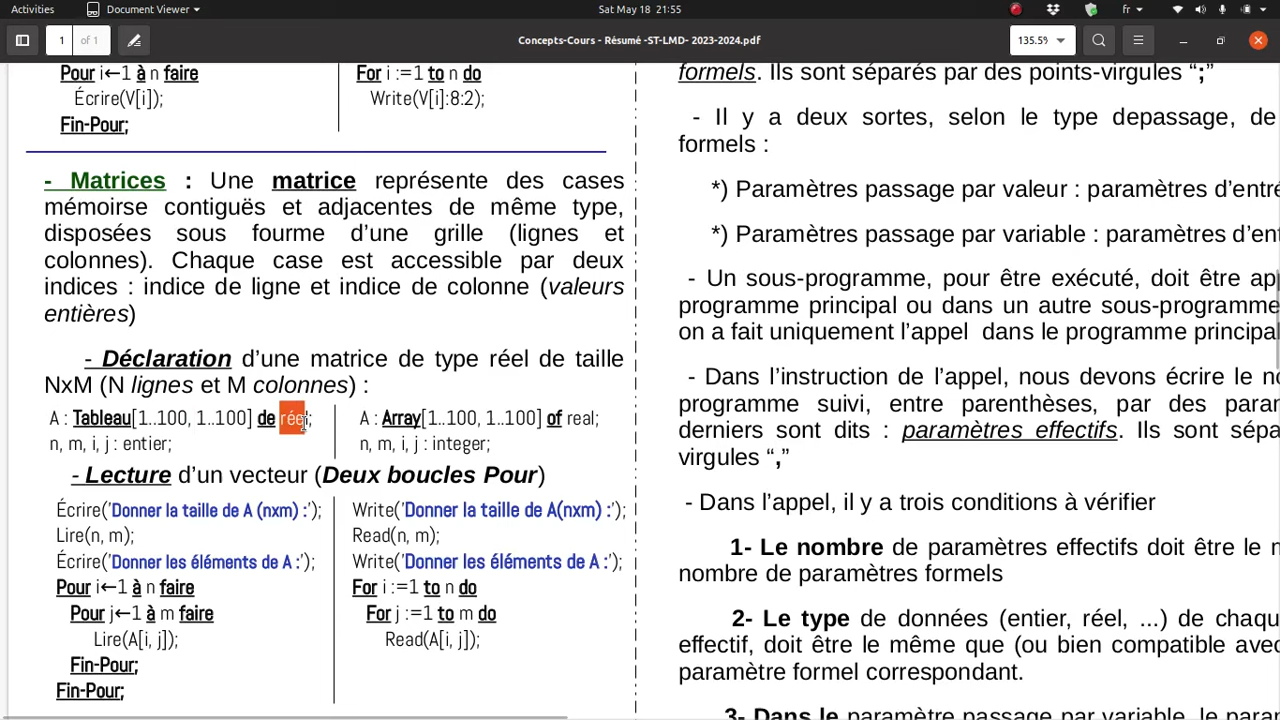 Activities Document Viewer Sat May 18 21:55 fr
1 of 1 Concepts-Cours - Résumé -ST-LMD- 2023-2024.pdf 135.5%
Pour i←1 à n faire
Écrire(V[i]);
Fin-Pour;
For i :=1 to n do
Write(V[i]:8:2);
- Matrices : Une matrice représente des cases
mémoirse contiguës et adjacentes de même type,
disposées sous fourme d’une grille (lignes et
colonnes). Chaque case est accessible par deux
indices : indice de ligne et indice de colonne (valeurs
entières)
- Déclaration d’une matrice de type réel de taille
NxM (N lignes et M colonnes) :
A : Tableau[1..100, 1..100] de réel;
n, m, i, j : entier;
A : Array[1..100, 1..100] of real;
n, m, i, j : integer;
- Lecture d’un vecteur (Deux boucles Pour)
Écrire('Donner la taille de A (nxm) :');
Lire(n, m);
Écrire('Donner les éléments de A :');
Pour i←1 à n faire
Pour j←1 à m faire
Lire(A[i, j]);
Fin-Pour;
Fin-Pour;
Write('Donner la taille de A(nxm) :');
Read(n, m);
Write('Donner les éléments de A :');
For i :=1 to n do
For j :=1 to m do
Read(A[i, j]);
formels. Ils sont séparés par des points-virgules “;”
- Il y a deux sortes, selon le type depassage, de
formels :
*) Paramètres passage par valeur : paramètres d’entré
*) Paramètres passage par variable : paramètres d’ent
- Un sous-programme, pour être exécuté, doit être ap
programme principal ou dans un autre sous-programme
on a fait uniquement l’appel dans le programme principa
- Dans l’instruction de l’appel, nous devons écrire le no
programme suivi, entre parenthèses, par des para
derniers sont dits : paramètres effectifs. Ils sont sépa
virgules “,”
- Dans l’appel, il y a trois conditions à vérifier
1- Le nombre de paramètres effectifs doit être le m
nombre de paramètres formels
2- Le type de données (entier, réel, ...) de chaqu
effectif, doit être le même que (ou bien compatible avec
paramètre formel correspondant.
3- Dans le paramètre passage par variable, le para